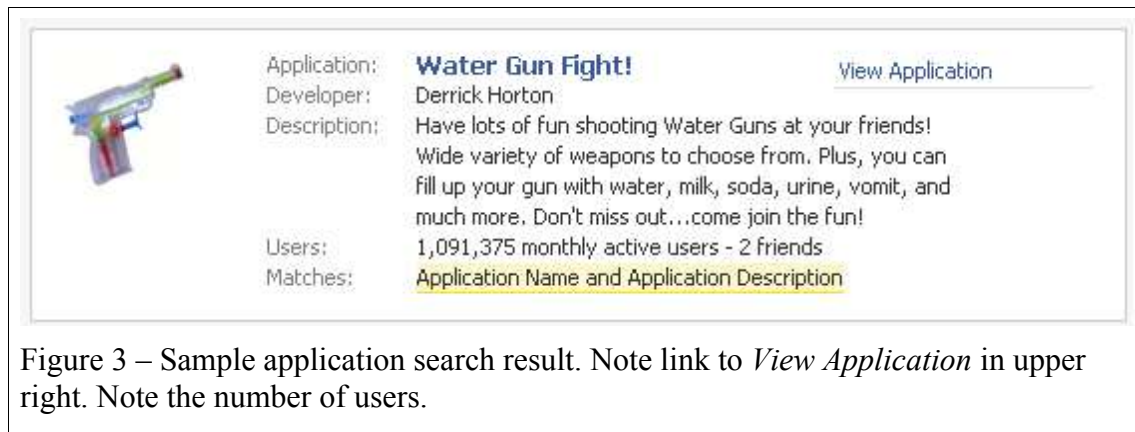 Application: Water Gun Fight! View Application
Developer: Derrick Horton
Description: Have lots of fun shooting Water Guns at your friends!
Wide variety of weapons to choose from. Plus, you can
fill up your gun with water, milk, soda, urine, vomit, and
much more. Don't miss out...come join the fun!
Users: 1,091,375 monthly active users - 2 friends
Matches: Application Name and Application Description
Figure 3 – Sample application search result. Note link to View Application in upper
right. Note the number of users.